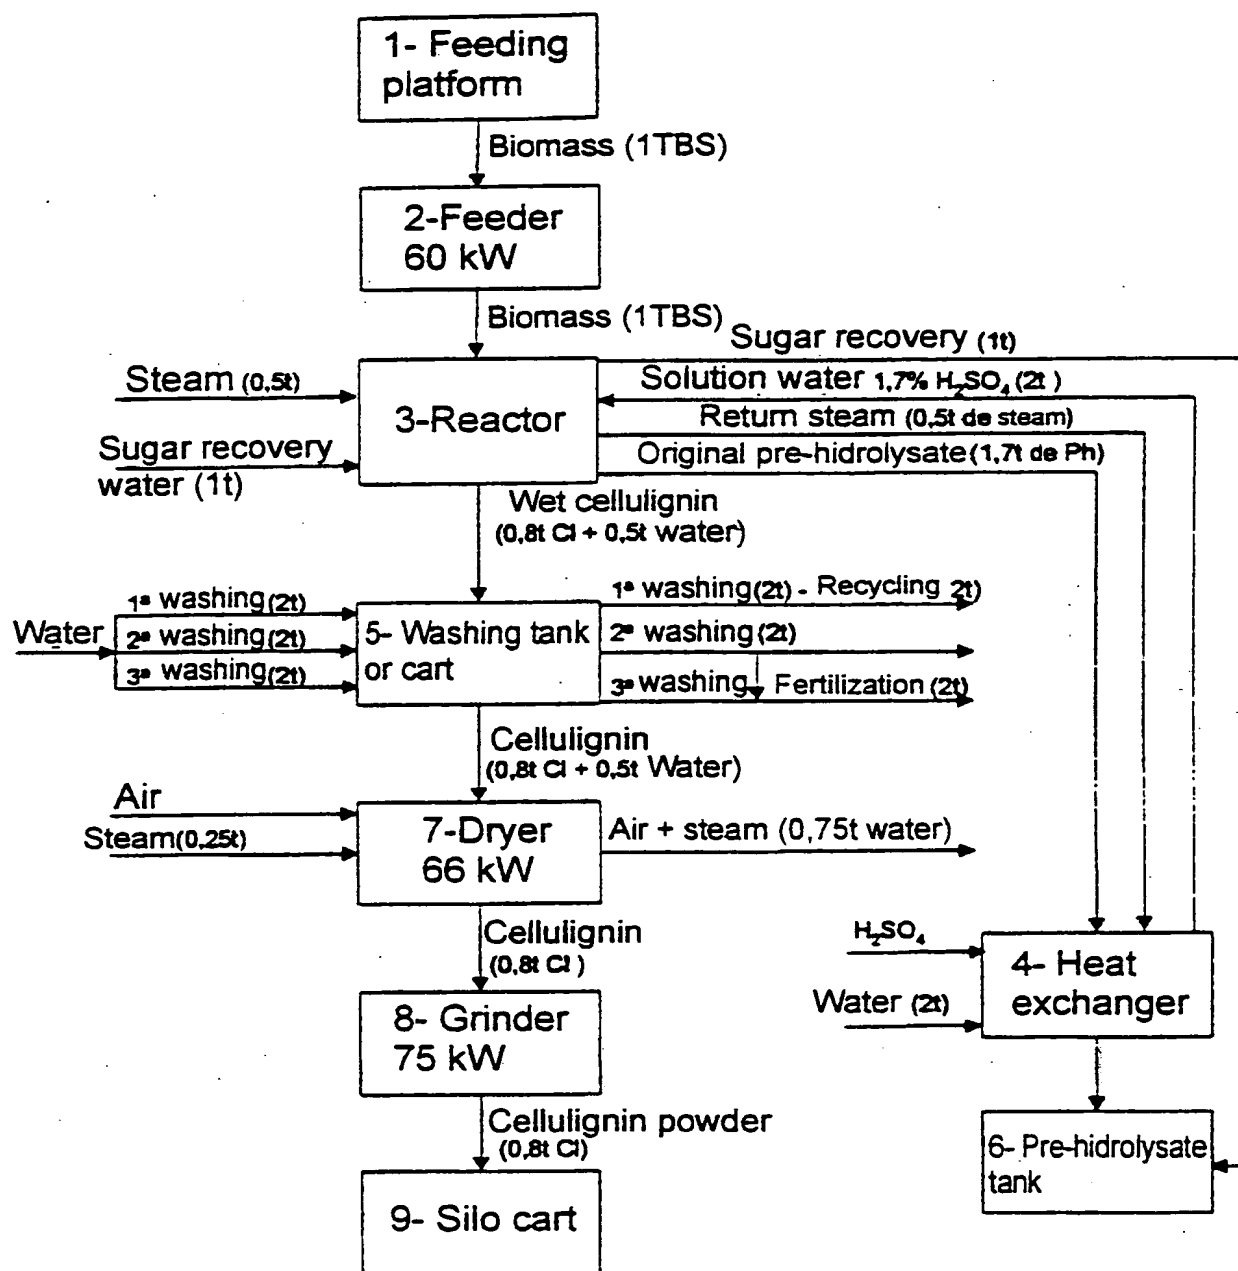 1- Feeding
platform
Biomass (1TBS)
2-Feeder
60 kW
Biomass (1TBS)
Sugar recovery (1t)
Steam (0,5t)
Solution water 1,7% H₂SO₄ (2t)
Return steam (0,5t de steam)
3-Reactor
Original pre-hidrolysate (1,7t de Ph)
Sugar recovery
water (1t)
Wet cellulignin
(0,8t Cl + 0,5t water)
1ª washing (2t)
1ª washing (2t) - Recycling 2t)
Water
2ª washing (2t)
5- Washing tank
or cart
2ª washing (2t)
3ª washing (2t)
3ª washing
Fertilization (2t)
Cellulignin
(0,8t Cl + 0,5t Water)
Air
Steam (0,25t)
7-Dryer
66 kW
Air + steam (0,75t water)
Cellulignin
(0,8t Cl)
H₂SO₄
4- Heat
exchanger
Water (2t)
8- Grinder
75 kW
Cellulignin powder
(0,8t Cl)
6- Pre-hidrolysate
tank
9- Silo cart